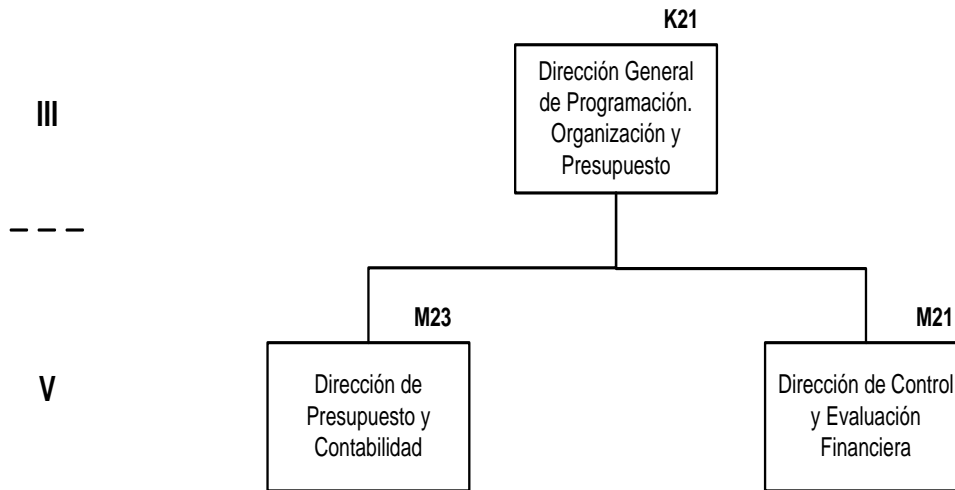 K21
Dirección General
de Programación.
Organización y
Presupuesto
III
M23
M21
V
Dirección de
Presupuesto y
Contabilidad
Dirección de Control
y Evaluación
Financiera